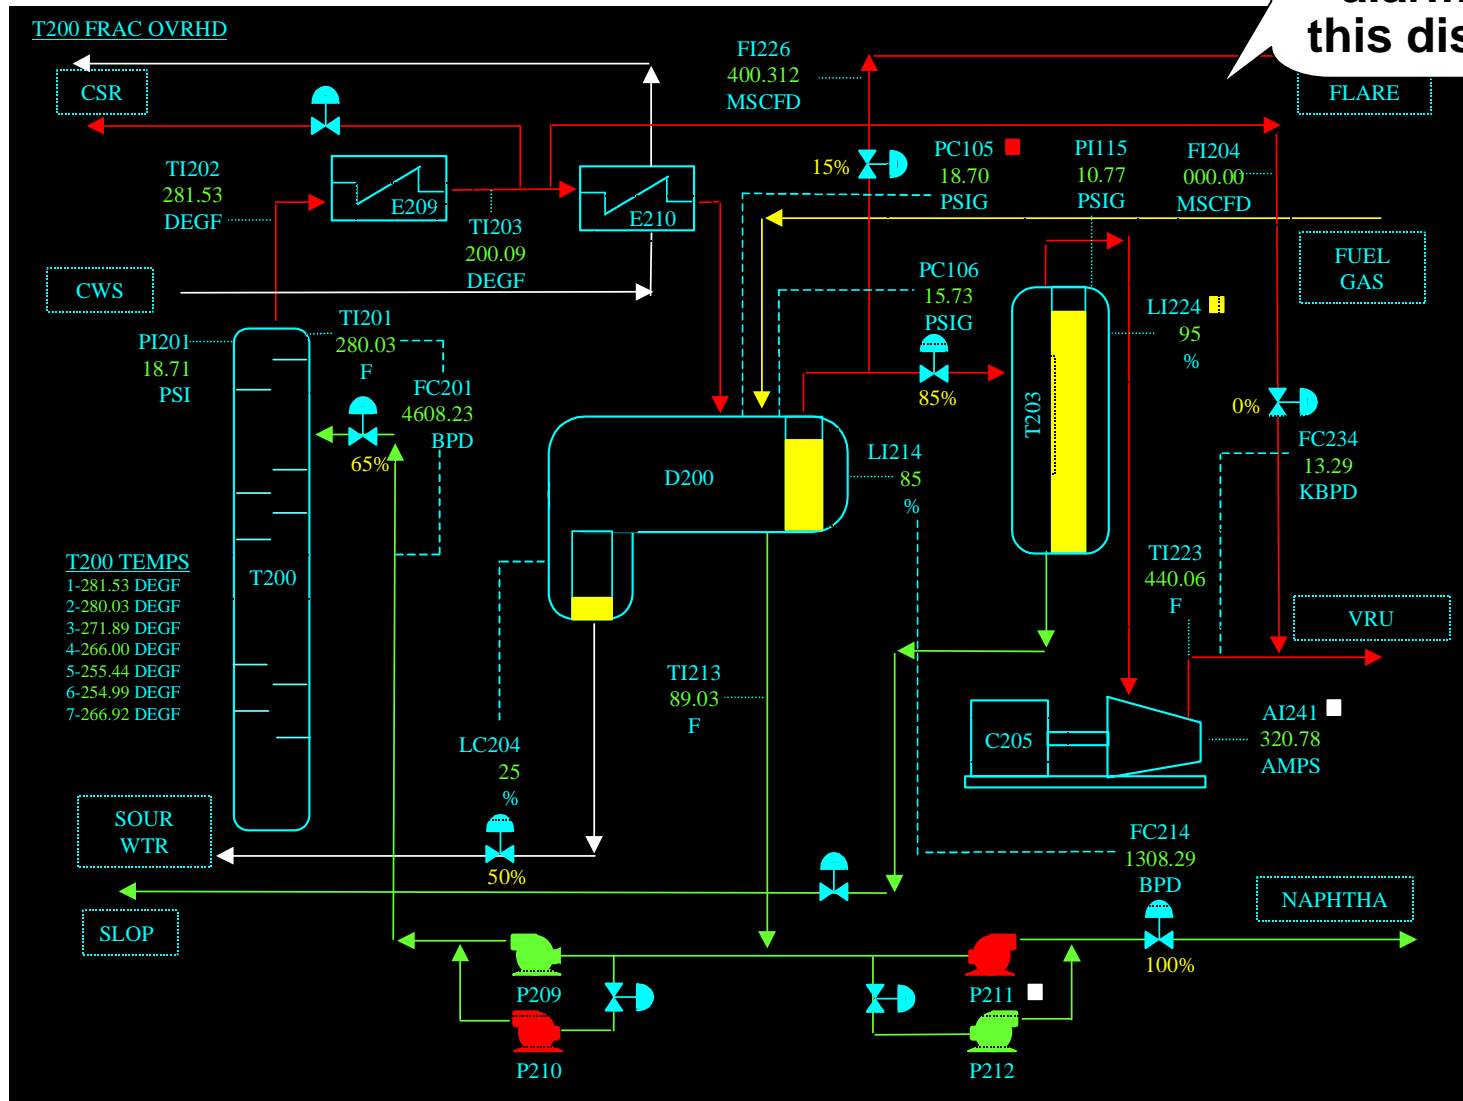 alarm
this dis
T200 FRAC OVRHD
CSR
FI226
400.312
MSCFD
FLARE
TI202
281.53
DEGF
E209
TI203
200.09
DEGF
E210
15%
PC105
18.70
PSIG
PI115
10.77
PSIG
FI204
000.00
MSCFD
FUEL
GAS
CWS
PI201
18.71
PSI
TI201
280.03
F
FC201
4608.23
BPD
65%
PC106
15.73
PSIG
85%
LI224
95
%
T203
0%
FC234
13.29
KBPD
D200
LI214
85
%
T200 TEMPS
1-281.53 DEGF
2-280.03 DEGF
3-271.89 DEGF
4-266.00 DEGF
5-255.44 DEGF
6-254.99 DEGF
7-266.92 DEGF
T200
TI223
440.06
F
VRU
TI213
89.03
F
LC204
25
%
C205
AI241
320.78
AMPS
SOUR
WTR
50%
FC214
1308.29
BPD
NAPHTHA
SLOP
100%
P209
P211
P210
P212